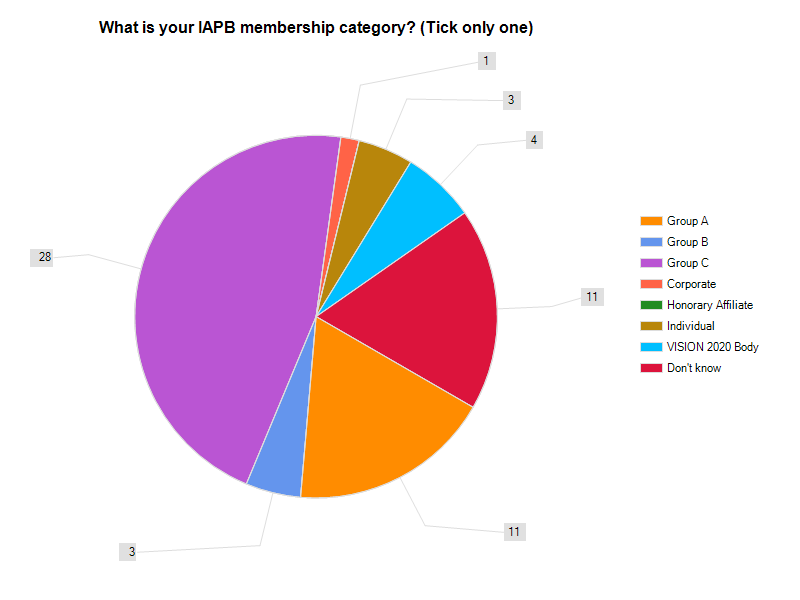 What is your IAPB membership category? (Tick only one)
1
3
4
28
11
11
3
Group A
Group B
Group C
Corporate
Honorary Affiliate
Individual
VISION 2020 Body
Don't know